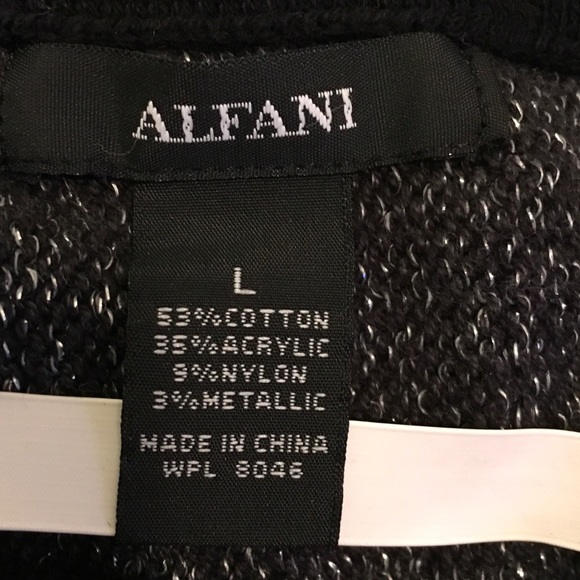 ALFANI
L
53%COTTON
35%ACRYLIC
9%NYLON
3%METALLIC
MADE IN CHINA
WPL 8046